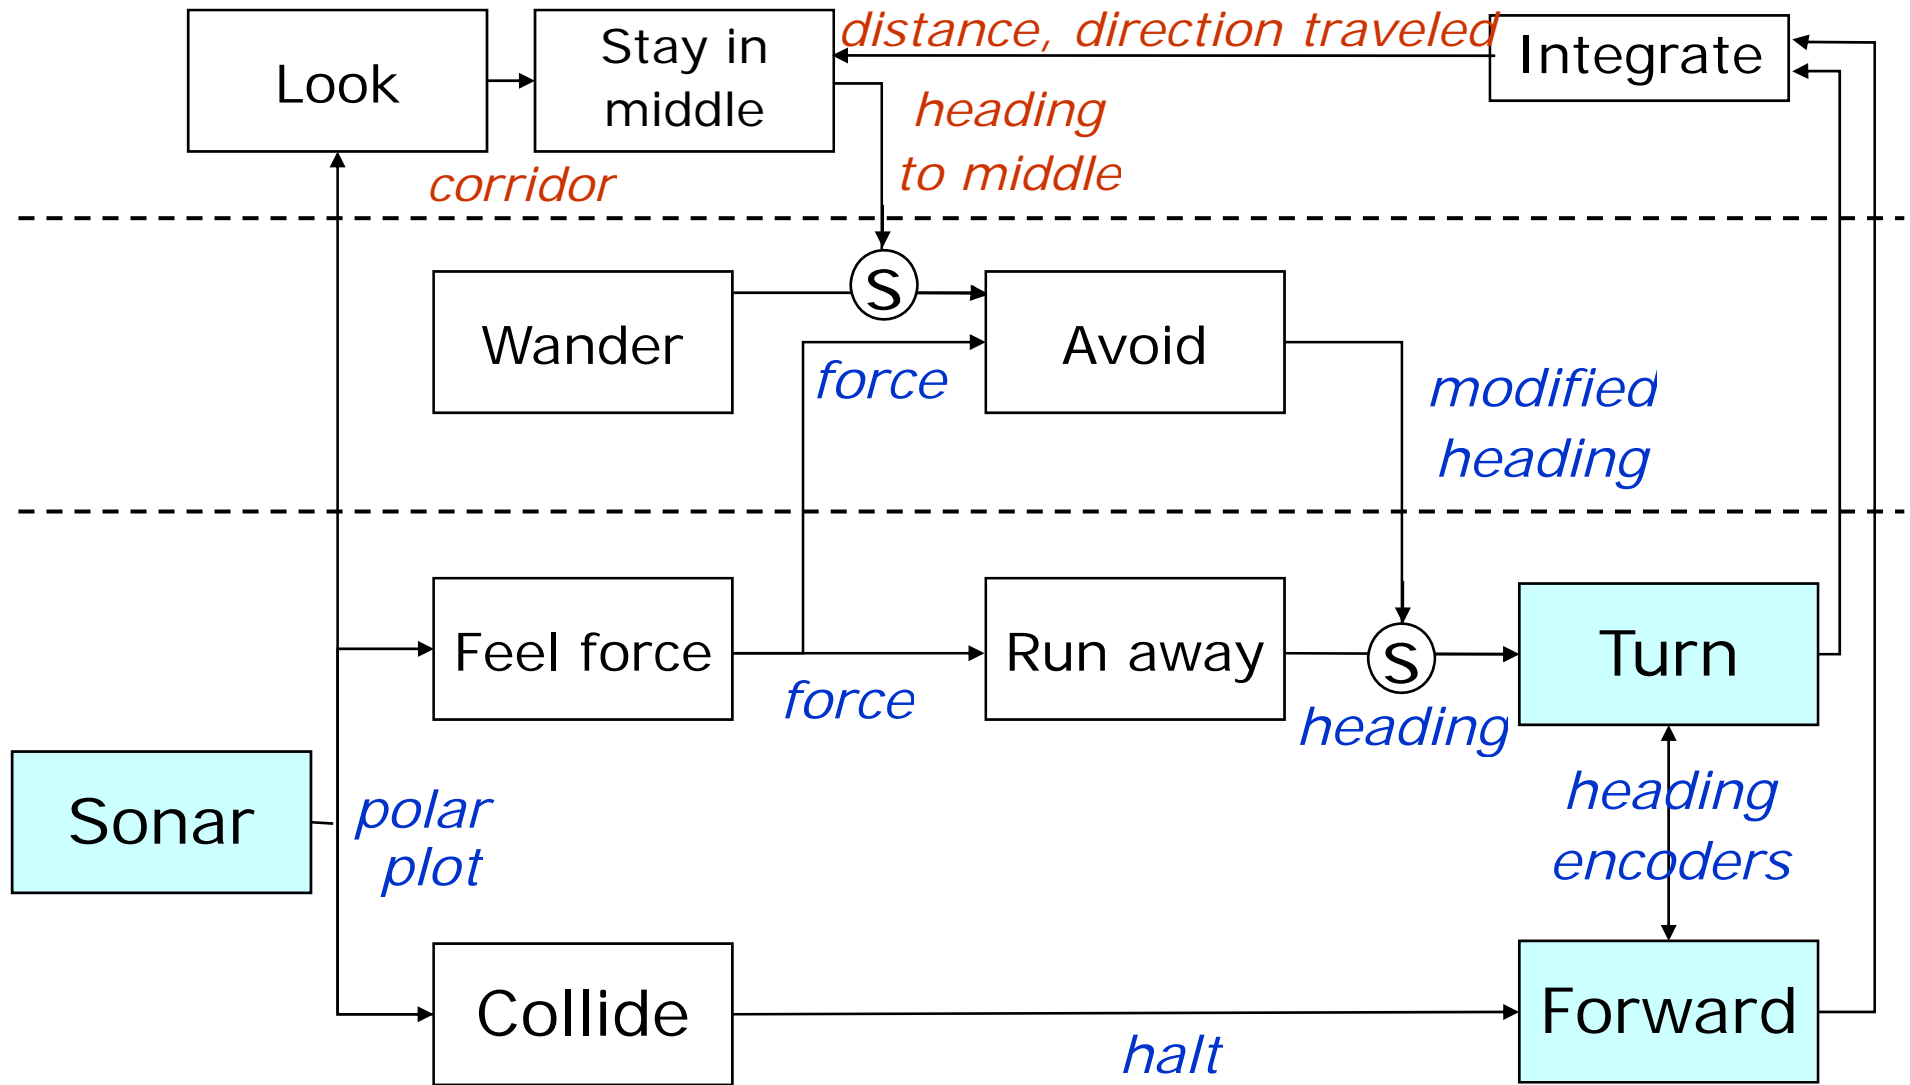 Look
Stay in
middle
distance, direction traveled
Integrate
heading
to middle
corridor
S
Wander
Avoid
force
modified
heading
Feel force
force
Run away
S
heading
Turn
Sonar
polar
plot
heading
encoders
Collide
halt
Forward